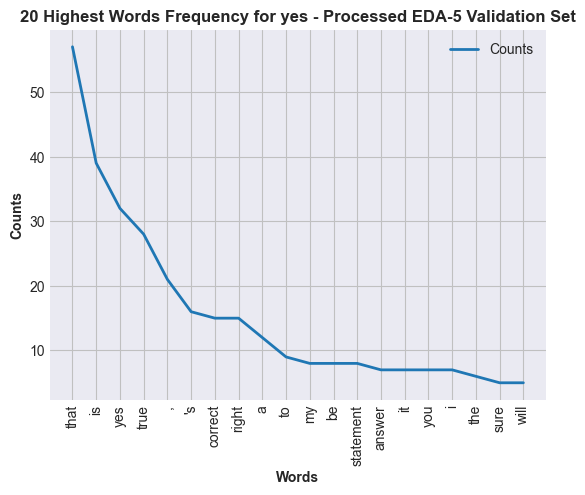 20 Highest Words Frequency for yes - Processed EDA-5 Validation Set
Counts
Counts
50
40
30
20
10
that
is
yes
true
,
's
correct
right
a
to
my
be
statement
answer
it
you
i
the
sure
will
Words